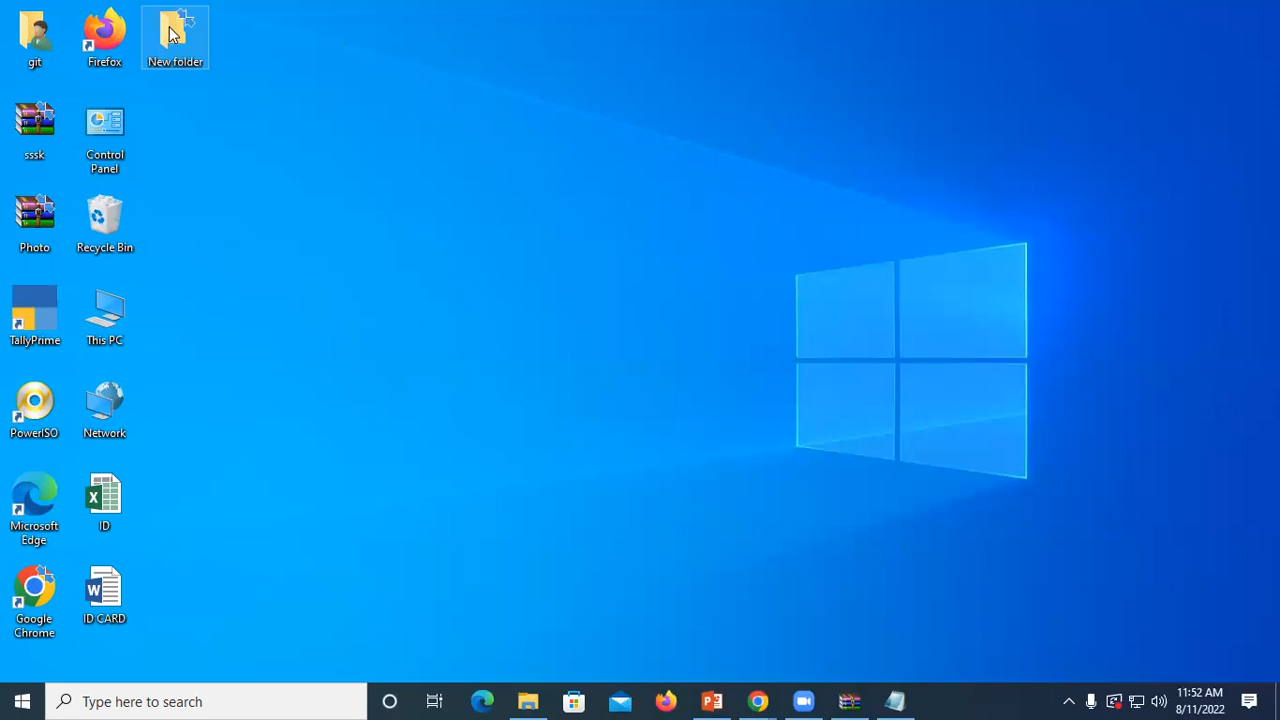 git
Firefox
New folder
sssk
Control
Panel
Photo
Recycle Bin
TallyPrime
This PC
PowerISO
Network
Microsoft
Edge
ID
Google
Chrome
ID CARD
Type here to search
11:52 AM
8/11/2022